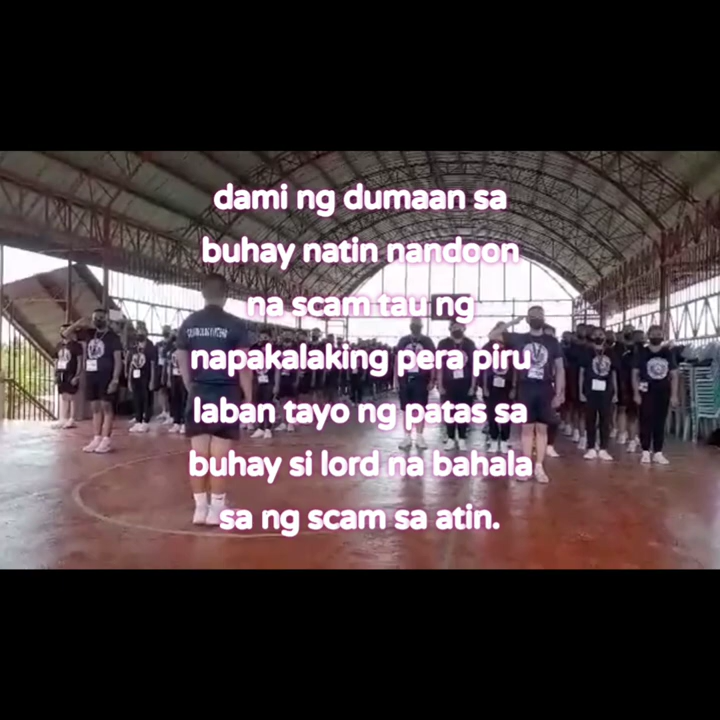 dami ng dumaan sa
buhay natin nandoon
na scam tau ng
napakalaking pera piru
laban tayo ng patas sa
buhay si lord na bahala
sa ng scam sa atin.